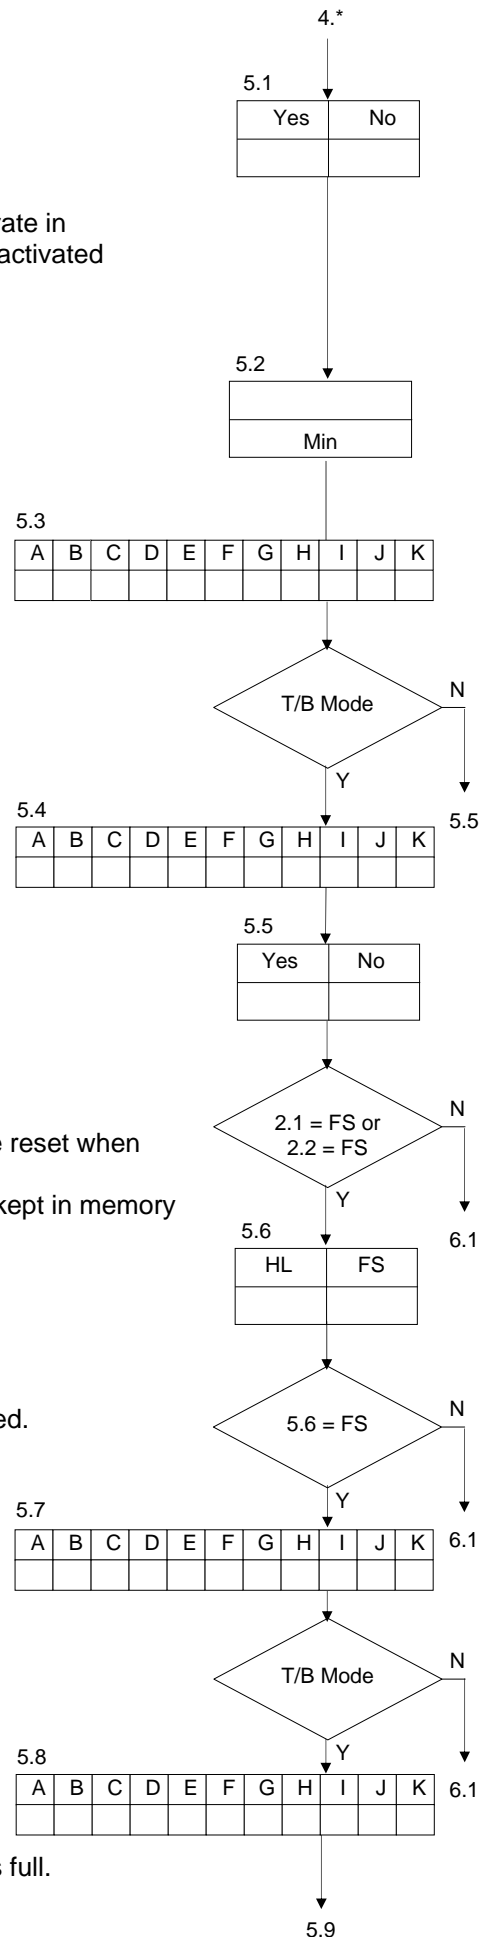 4.*
5.1
Yes No
rate in
activated
5.2
Min
5.3
A B C D E F G H I J K
T/B Mode
N
Y
5.5
5.4
A B C D E F G H I J K
5.5
Yes No
2.1 = FS or
2.2 = FS
N
Y
e reset when
kept in memory
6.1
5.6
HL FS
ed.
5.6 = FS
N
Y
6.1
5.7
A B C D E F G H I J K
T/B Mode
N
Y
6.1
5.8
A B C D E F G H I J K
s full.
5.9